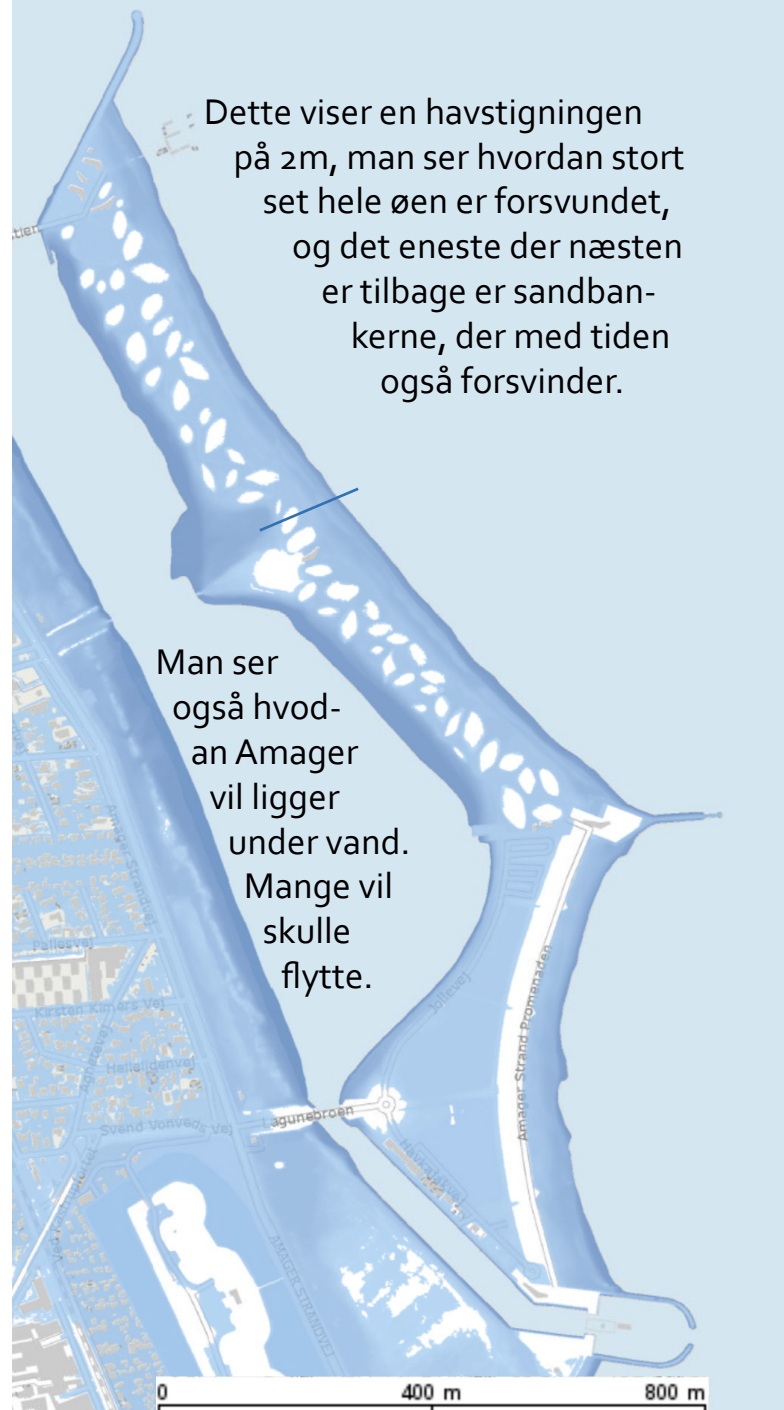 Dette viser en havstigningen
på 2m, man ser hvordan stort
set hele øen er forsvundet,
og det eneste der næsten
er tilbage er sandban-
kerne, der med tiden
også forsvinder.
Man ser
også hvod-
an Amager
vil ligger
under vand.
Mange vil
skulle
flytte.
Amager Strandvej
Pallesvej
Kirsten Kimers Vej
Svend Vonveds Vej
Lagunebroen
Jollevej
Amager Strand Promenaden
Havkajakvej
AMAGER STRANDVEJ
0 400 m 800 m